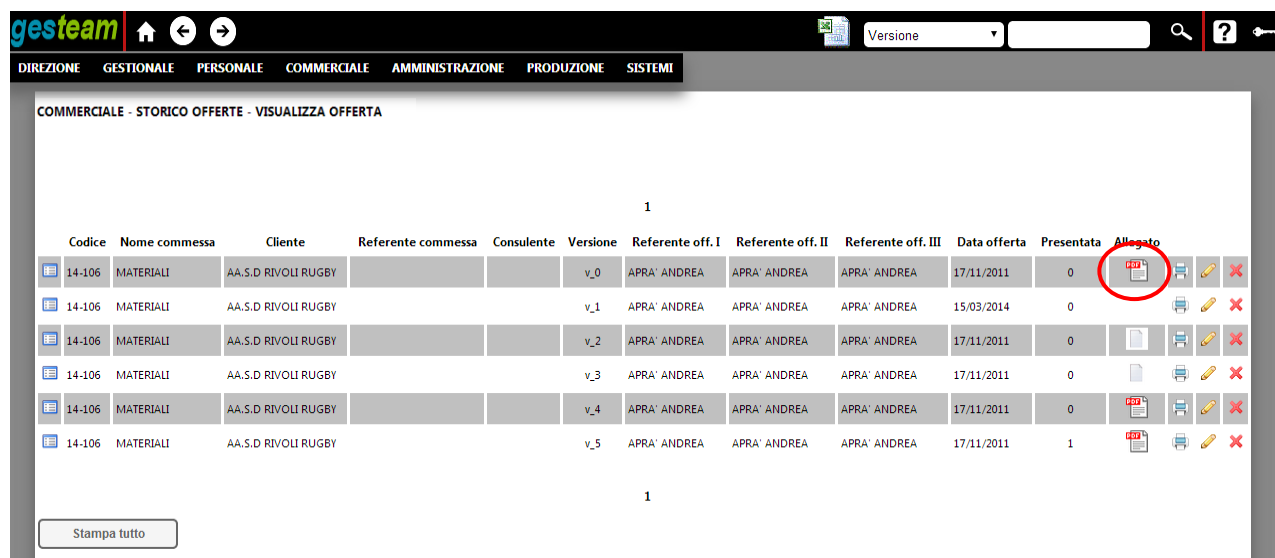 gesteam Versione ?
DIREZIONE GESTIONALE PERSONALE COMMERCIALE AMMINISTRAZIONE PRODUZIONE SISTEMI
COMMERCIALE - STORICO OFFERTE - VISUALIZZA OFFERTA
1
Codice Nome commessa Cliente Referente commessa Consulente Versione Referente off. I Referente off. II Referente off. III Data offerta Presentata Allegato
14-106 MATERIALI AA.S.D RIVOLI RUGBY v_0 APRA' ANDREA APRA' ANDREA APRA' ANDREA 17/11/2011 0 PDF
14-106 MATERIALI AA.S.D RIVOLI RUGBY v_1 APRA' ANDREA APRA' ANDREA APRA' ANDREA 15/03/2014 0
14-106 MATERIALI AA.S.D RIVOLI RUGBY v_2 APRA' ANDREA APRA' ANDREA APRA' ANDREA 17/11/2011 0
14-106 MATERIALI AA.S.D RIVOLI RUGBY v_3 APRA' ANDREA APRA' ANDREA APRA' ANDREA 17/11/2011 0
14-106 MATERIALI AA.S.D RIVOLI RUGBY v_4 APRA' ANDREA APRA' ANDREA APRA' ANDREA 17/11/2011 0 PDF
14-106 MATERIALI AA.S.D RIVOLI RUGBY v_5 APRA' ANDREA APRA' ANDREA APRA' ANDREA 17/11/2011 1 PDF
1
Stampa tutto